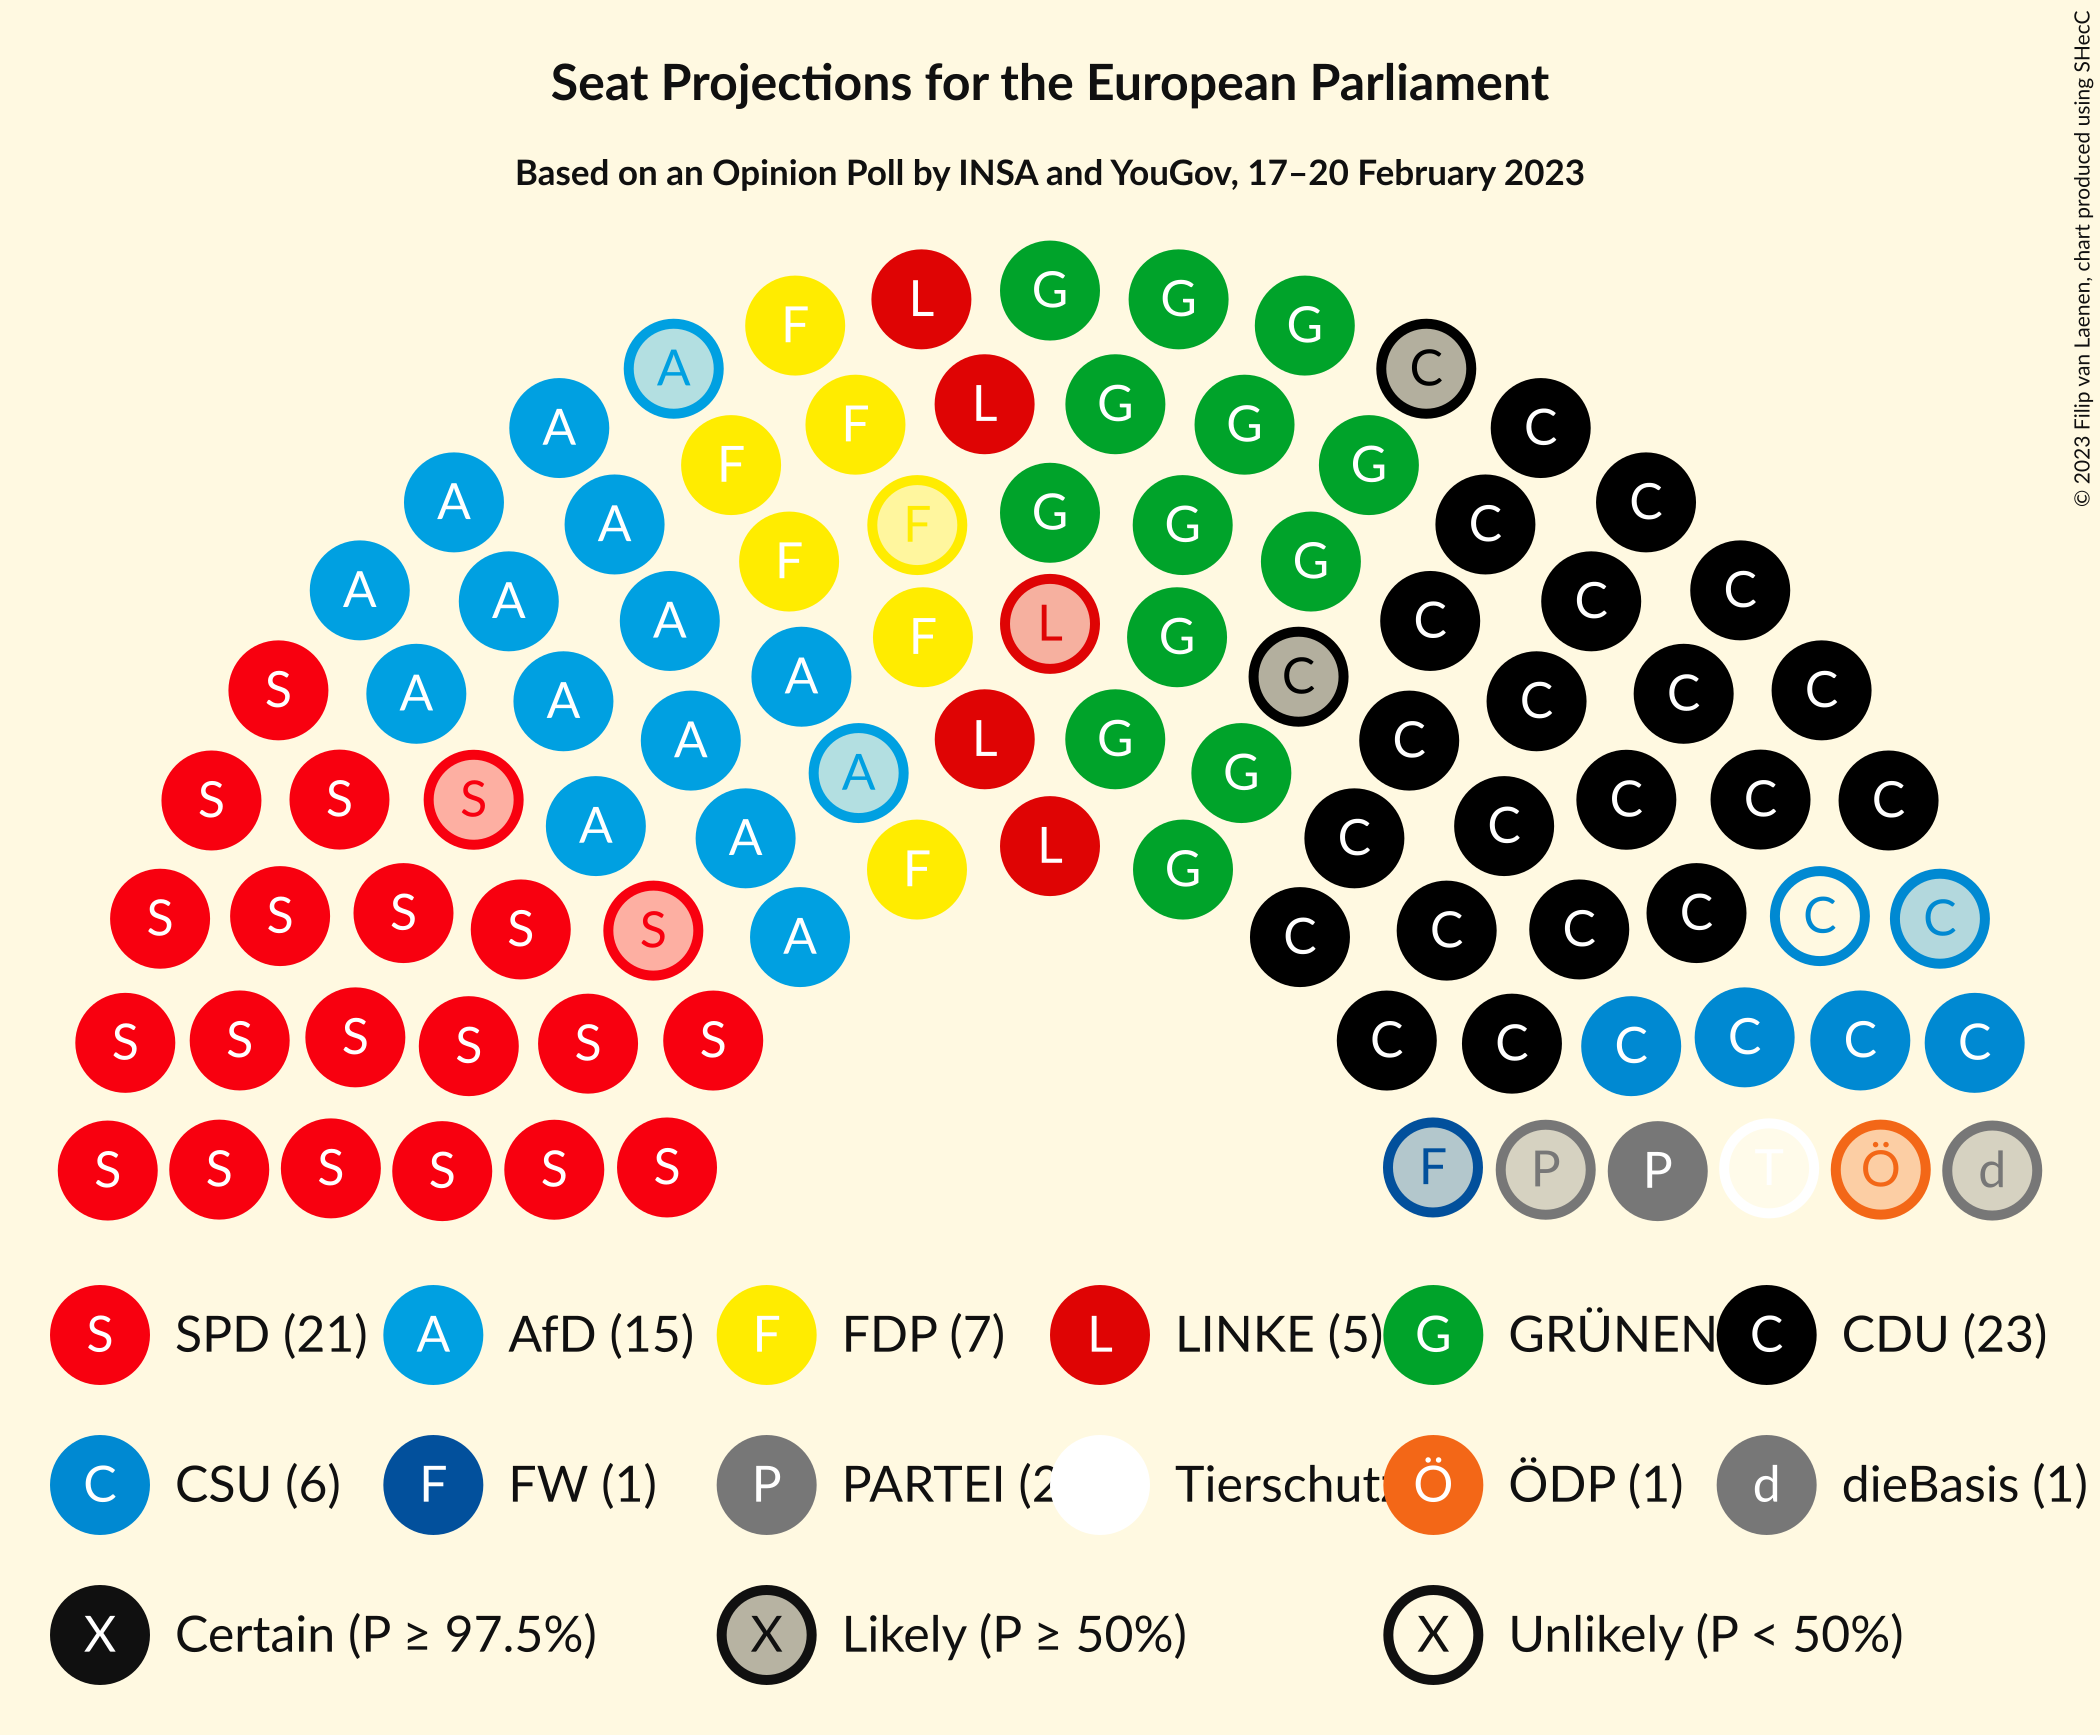 Seat Projections for the European Parliament
Based on an Opinion Poll by INSA and YouGov, 17–20 February 2023
© 2023 Filip van Laenen, chart produced using SHecC
L G G G
F F
A C
A L G C
F G
F G
A C
A F G G C
A C
F G
A C
A A L C C
F G
S A C C
A A A C C C
A L G C
A G
S S S C C C
A A C C
F L G
S S S S S A C C C C C C
S S S S S S C C C C C C
S S S S S S F P P T Ö d
S SPD (21) A AfD (15) F FDP (7) L LINKE (5) G GRÜNEN C CDU (23)
C CSU (6) F FW (1) P PARTEI (2 Tierschutz Ö ÖDP (1) d dieBasis (1)
X Certain (P ≥ 97.5%) X Likely (P ≥ 50%) X Unlikely (P < 50%)